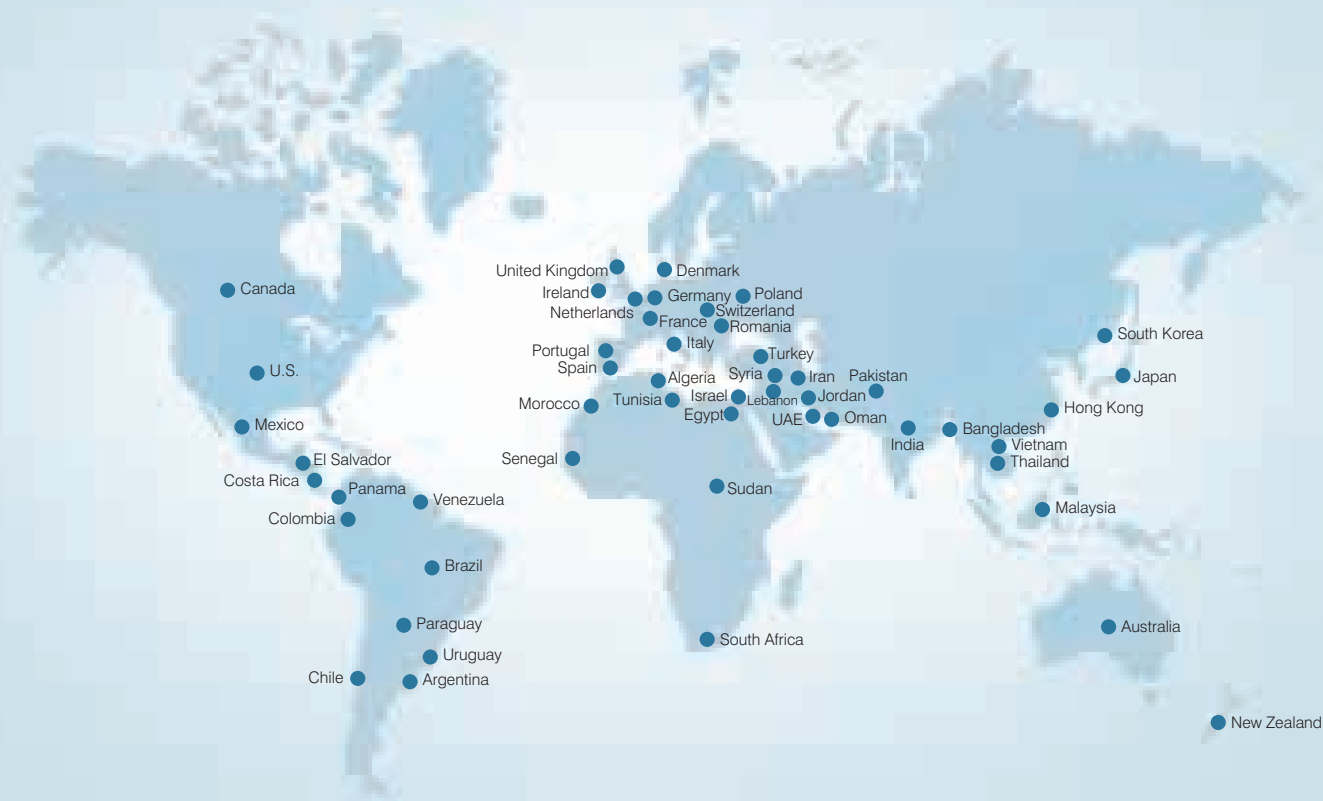 United Kingdom
Denmark
Canada
Ireland
Germany
Poland
Netherlands
Switzerland
France
Romania
South Korea
Italy
Portugal
Turkey
Spain
U.S.
Algeria
Syria
Iran
Pakistan
Japan
Morocco
Tunisia
Israel
Lebanon
Jordan
Hong Kong
Egypt
UAE
Oman
Mexico
India
Bangladesh
Vietnam
El Salvador
Senegal
Thailand
Costa Rica
Panama
Sudan
Venezuela
Malaysia
Colombia
Brazil
Paraguay
Australia
South Africa
Uruguay
Chile
Argentina
New Zealand